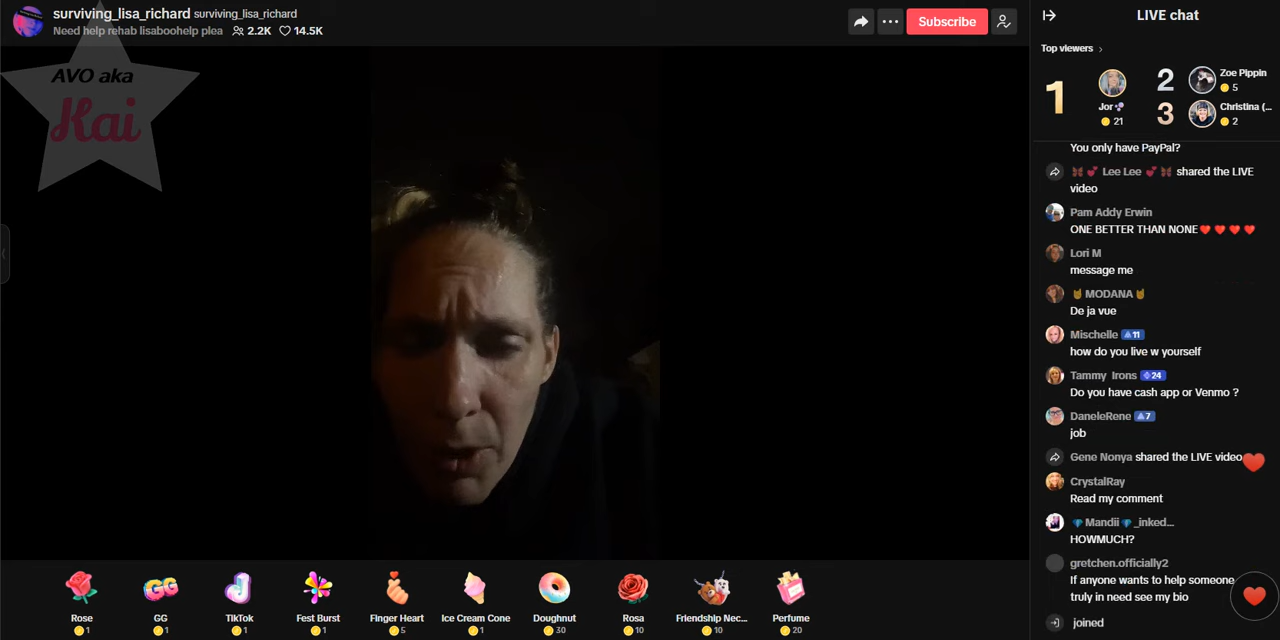 surviving_lisa_richard surviving_lisa_richard
Need help rehab lisaboohelp plea 2.2K 14.5K
Subscribe
AVO aka
Kai
LIVE chat
Top viewers
1
Jor
21
2
Zoe Pippin
5
3
Christina (...
2
You only have PayPal?
Lee Lee shared the LIVE
video
Pam Addy Erwin
ONE BETTER THAN NONE
Lori M
message me
MODANA
De ja vue
Mischelle 11
how do you live w yourself
Tammy Irons 24
Do you have cash app or Venmo ?
DaneleRene 7
job
Gene Nonya shared the LIVE video
CrystalRay
Read my comment
Mandii _inked...
HOWMUCH?
gretchen.officially2
If anyone wants to help someone
truly in need see my bio
joined
GG
Rose GG TikTok Fest Burst Finger Heart Ice Cream Cone Doughnut Rosa Friendship Nec... Perfume
1 1 1 1 5 1 30 10 10 20